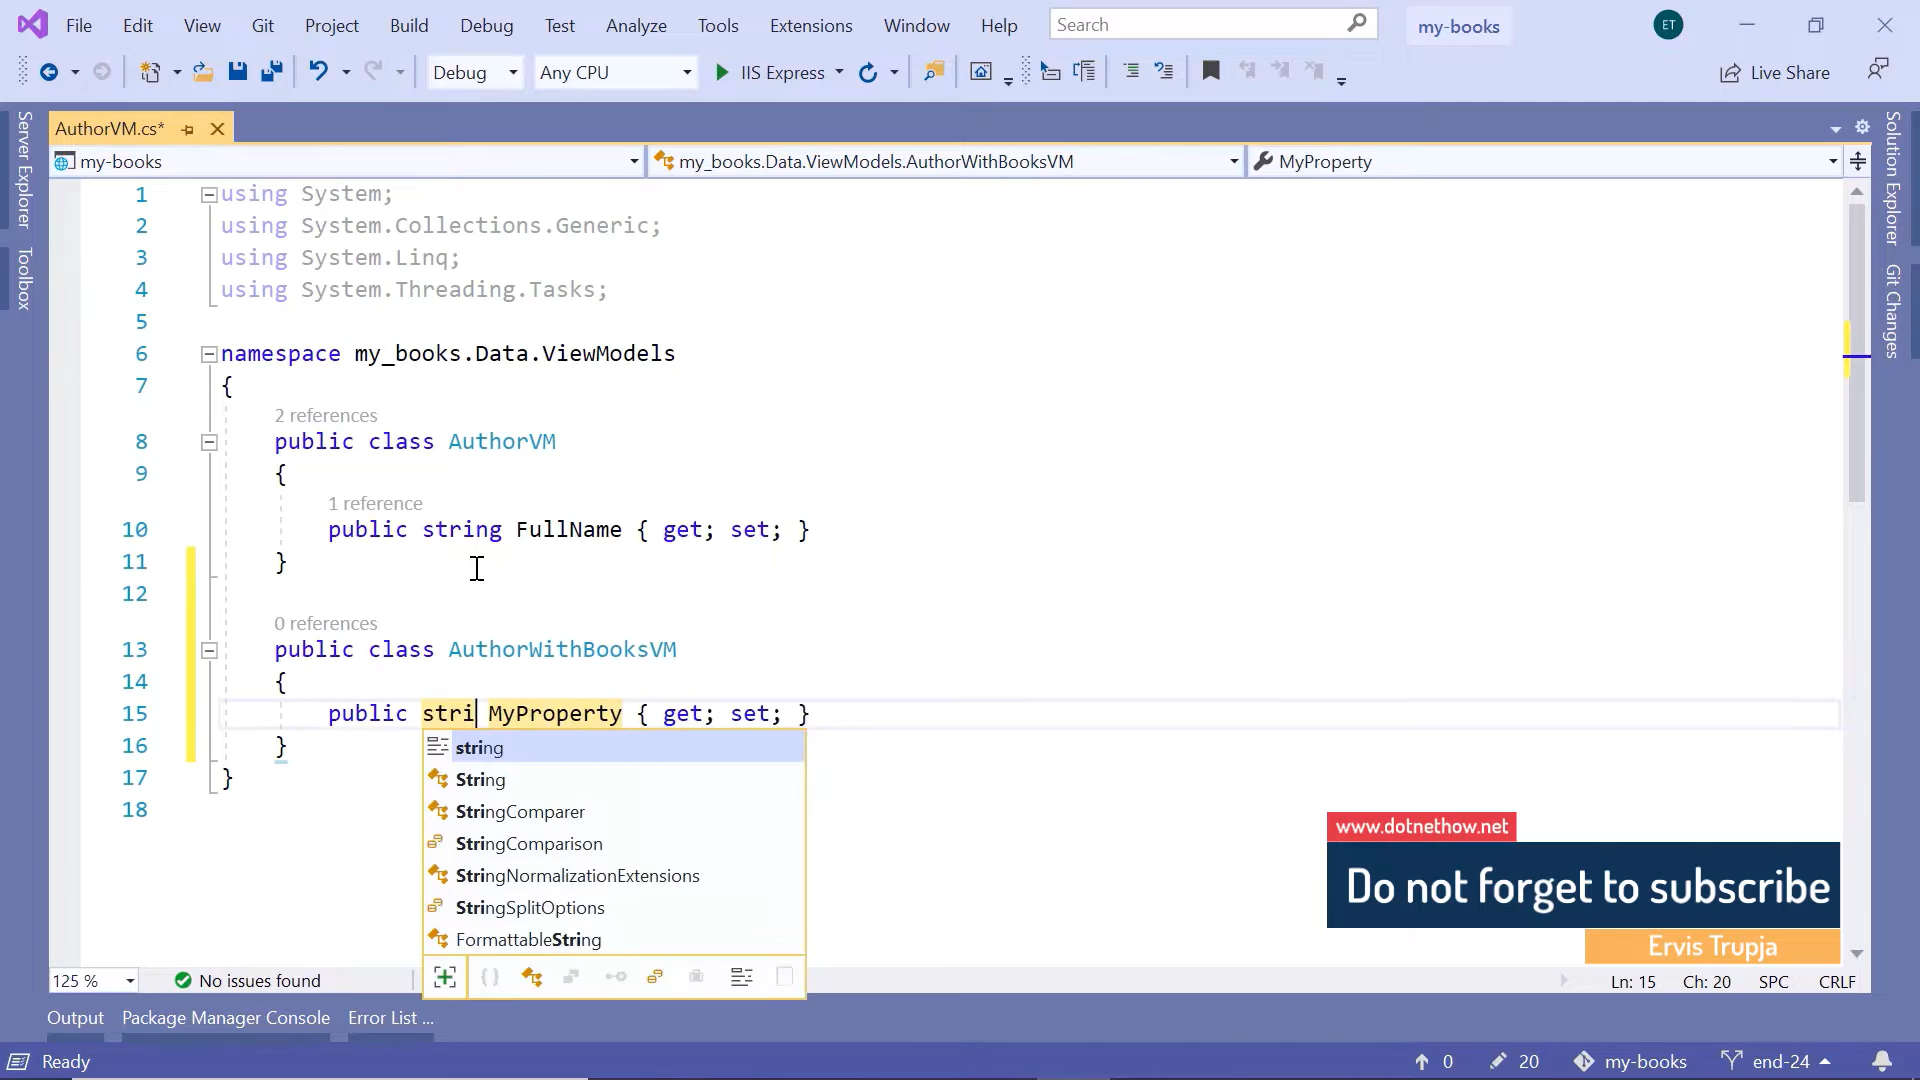 File Edit View Git Project Build Debug Test Analyze Tools Extensions Window Help Search my-books ET
Debug Any CPU IIS Express Live Share
Server Explorer
Toolbox
AuthorVM.cs*
my-books my_books.Data.ViewModels.AuthorWithBooksVM MyProperty
1 using System;
2 using System.Collections.Generic;
3 using System.Linq;
4 using System.Threading.Tasks;
5
6 namespace my_books.Data.ViewModels
7 {
2 references
8 public class AuthorVM
9 {
1 reference
10 public string FullName { get; set; }
11 }
12
0 references
13 public class AuthorWithBooksVM
14 {
15 public stri MyProperty { get; set; }
16 }
17 }
18
string
String
StringComparer
StringComparison
StringNormalizationExtensions
StringSplitOptions
FormattableString
www.dotnethow.net
Do not forget to subscribe
Ervis Trupja
Solution Explorer
Git Changes
125 % No issues found Ln: 15 Ch: 20 SPC CRLF
Output Package Manager Console Error List ...
Ready 0 20 my-books end-24